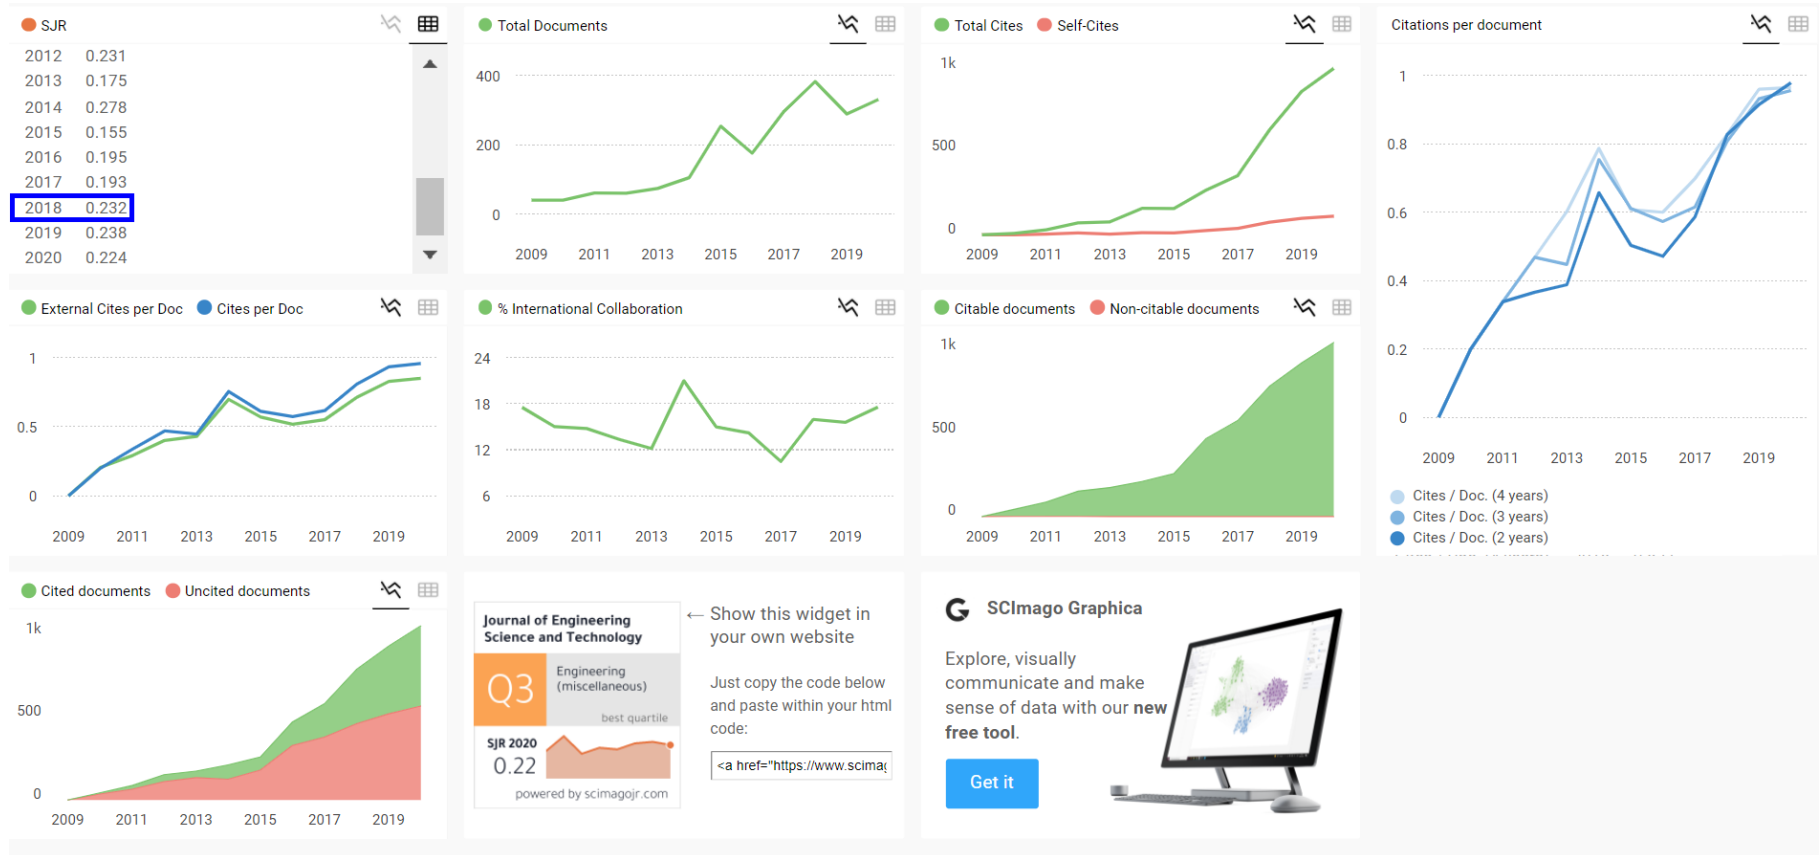 SJR
2012 0.231
2013 0.175
2014 0.278
2015 0.155
2016 0.195
2017 0.193
2018 0.232
2019 0.238
2020 0.224
Total Documents
400
200
0
2009 2011 2013 2015 2017 2019
Total Cites Self-Cites
1k
500
0
2009 2011 2013 2015 2017 2019
Citations per document
1
0.8
0.6
0.4
0.2
0
2009 2011 2013 2015 2017 2019
Cites / Doc. (4 years)
Cites / Doc. (3 years)
Cites / Doc. (2 years)
External Cites per Doc Cites per Doc
1
0.5
0
2009 2011 2013 2015 2017 2019
% International Collaboration
24
18
12
6
2009 2011 2013 2015 2017 2019
Citable documents Non-citable documents
1k
500
0
2009 2011 2013 2015 2017 2019
Cited documents Uncited documents
1k
500
0
2009 2011 2013 2015 2017 2019
Journal of Engineering
Science and Technology
Q3
Engineering
(miscellaneous)
best quartile
SJR 2020
0.22
powered by scimagojr.com
← Show this widget in
your own website
Just copy the code below
and paste within your html
code:
<a href="https://www.scimag
SCImago Graphica
Explore, visually
communicate and make
sense of data with our new
free tool.
Get it